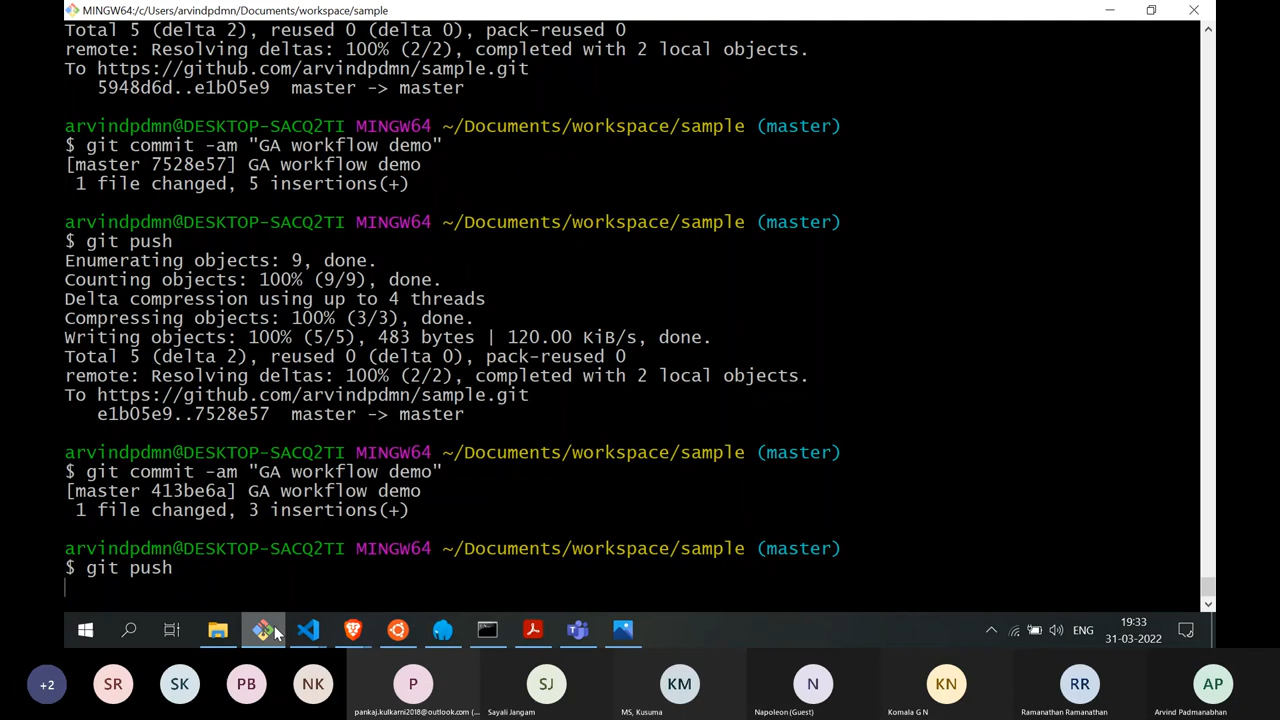 MINGW64:/c/Users/arvindpdmn/Documents/workspace/sample
Total 5 (delta 2), reused 0 (delta 0), pack-reused 0
remote: Resolving deltas: 100% (2/2), completed with 2 local objects.
To https://github.com/arvindpdmn/sample.git
5948d6d..e1b05e9 master -> master
arvindpdmn@DESKTOP-SACQ2TI MINGW64 ~/Documents/workspace/sample (master)
$ git commit -am "GA workflow demo"
[master 7528e57] GA workflow demo
1 file changed, 5 insertions(+)
arvindpdmn@DESKTOP-SACQ2TI MINGW64 ~/Documents/workspace/sample (master)
$ git push
Enumerating objects: 9, done.
Counting objects: 100% (9/9), done.
Delta compression using up to 4 threads
Compressing objects: 100% (3/3), done.
Writing objects: 100% (5/5), 483 bytes | 120.00 KiB/s, done.
Total 5 (delta 2), reused 0 (delta 0), pack-reused 0
remote: Resolving deltas: 100% (2/2), completed with 2 local objects.
To https://github.com/arvindpdmn/sample.git
e1b05e9..7528e57 master -> master
arvindpdmn@DESKTOP-SACQ2TI MINGW64 ~/Documents/workspace/sample (master)
$ git commit -am "GA workflow demo"
[master 413be6a] GA workflow demo
1 file changed, 3 insertions(+)
arvindpdmn@DESKTOP-SACQ2TI MINGW64 ~/Documents/workspace/sample (master)
$ git push
ENG
19:33
31-03-2022
+2 SR SK PB NK P SJ KM N KN RR AP
pankaj.kulkarni2018@outlook.com (... Sayali Jangam MS, Kusuma Napoleon (Guest) Komala G N Ramanathan Ramanathan Arvind Padmanabhan